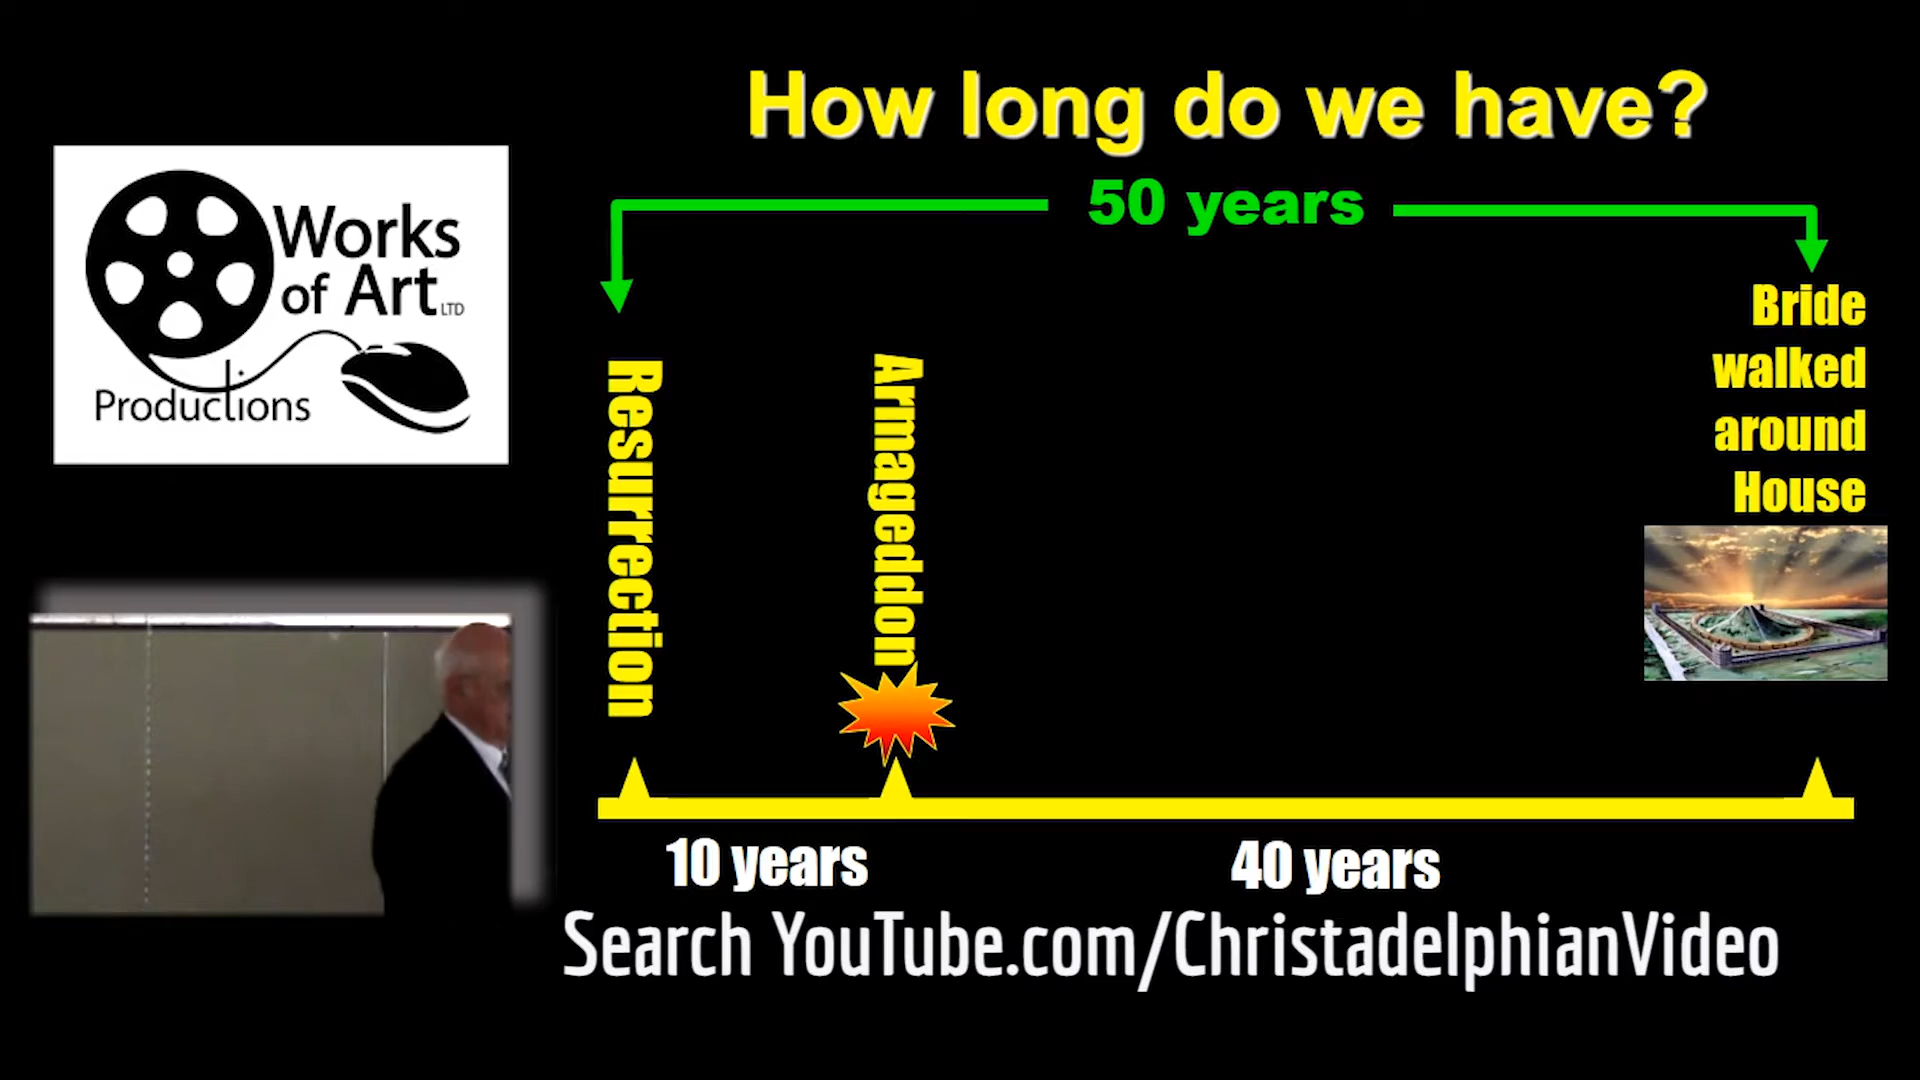 How long do we have?
50 years
Works
of Art LTD
Productions
Resurrection
Armageddon
Bride
walked
around
House
10 years
40 years
Search YouTube.com/ChristadelphianVideo